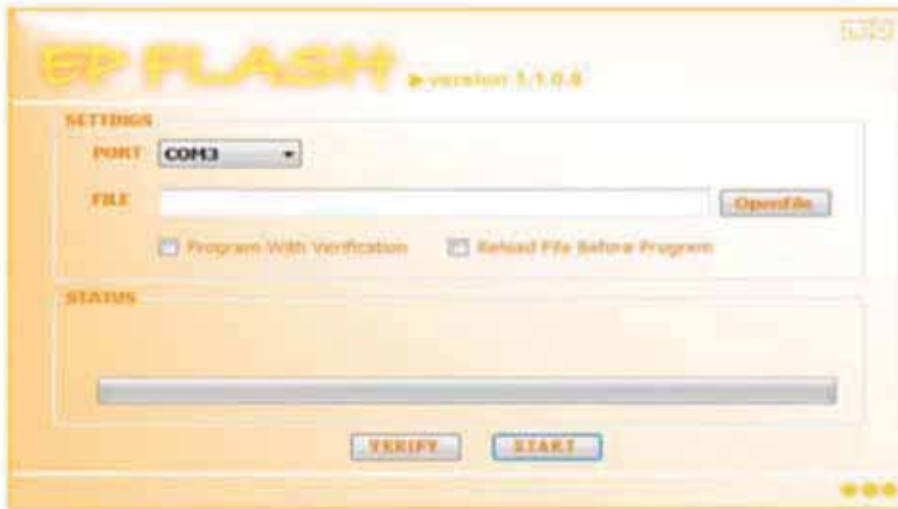 EP FLASH
version 1.1.0.8
SETTINGS
PORT COM3
FILE Openfile
Program With Verification Reload File Before Program
STATUS
VERIFY START